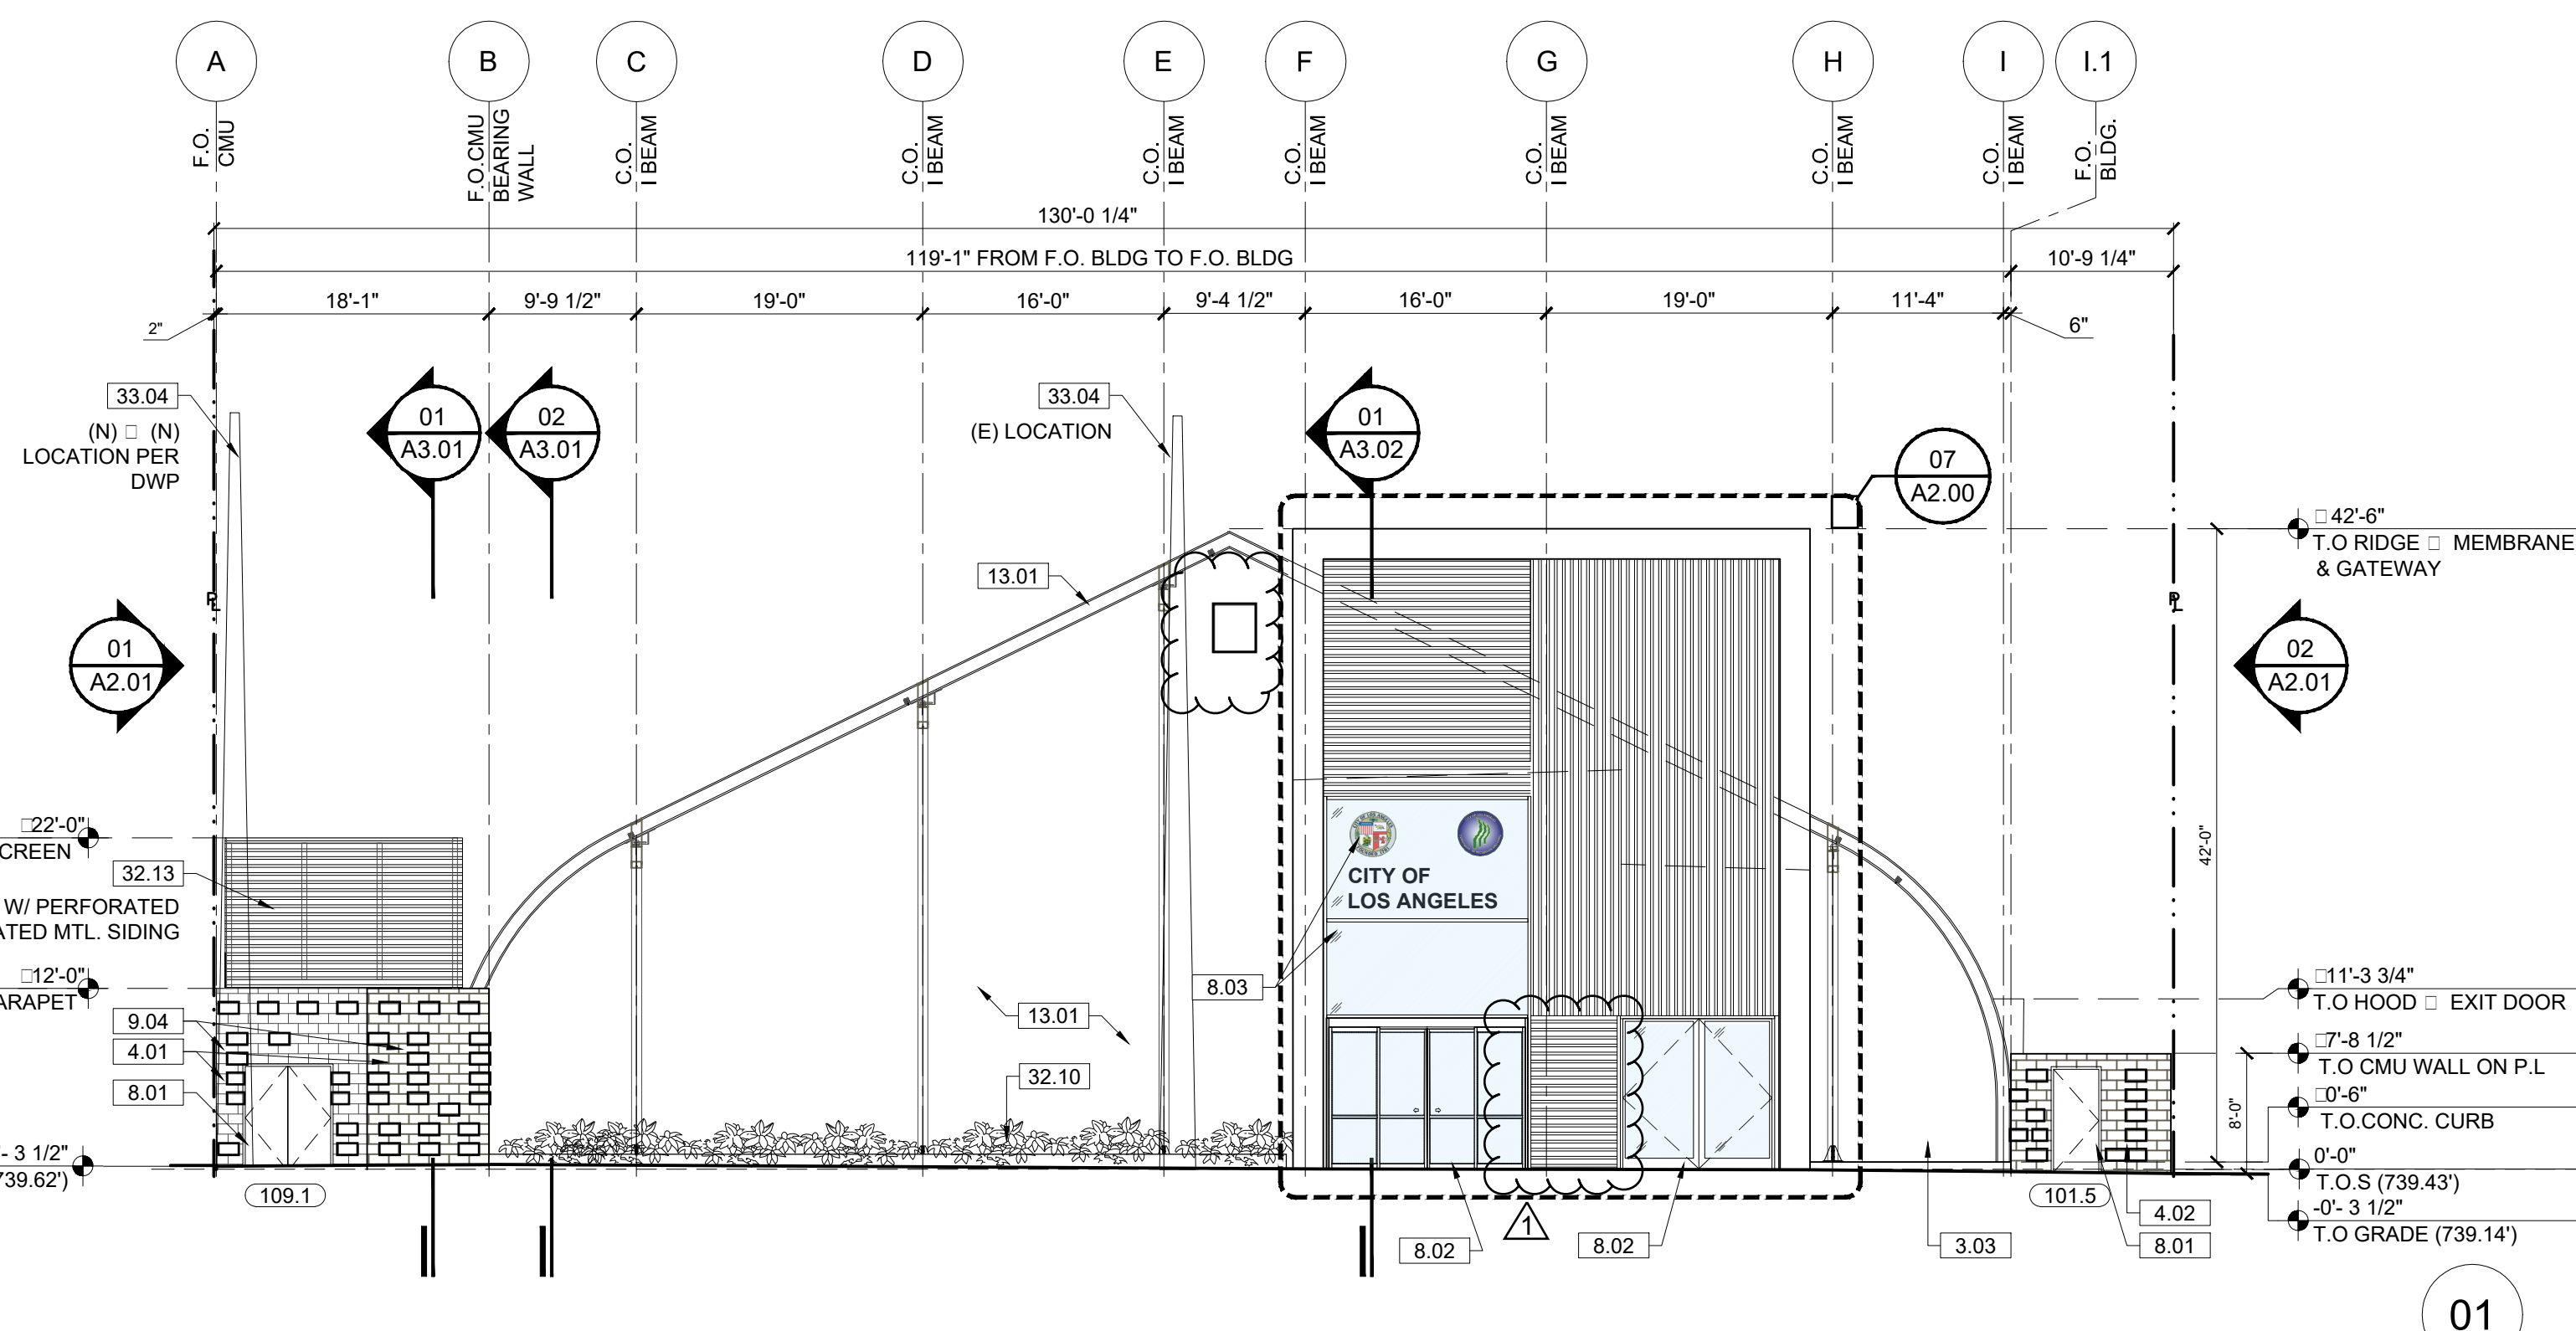 A
B
C
D
E
F
G
H
I
I.1
F.O.
CMU
F.O.CMU
BEARING
WALL
C.O.
I BEAM
C.O.
I BEAM
C.O.
I BEAM
C.O.
I BEAM
C.O.
I BEAM
C.O.
I BEAM
C.O.
I BEAM
F.O.
BLDG.
130'-0 1/4"
119'-1" FROM F.O. BLDG TO F.O. BLDG
10'-9 1/4"
18'-1"
9'-9 1/2"
19'-0"
16'-0"
9'-4 1/2"
16'-0"
19'-0"
11'-4"
2"
6"
33.04
(N) □ (N)
LOCATION PER
DWP
01
A3.01
02
A3.01
33.04
(E) LOCATION
01
A3.02
07
A2.00
□ 42'-6"
T.O RIDGE □ MEMBRANE
& GATEWAY
13.01
PL
PL
01
A2.01
02
A2.01
□22'-0"
CREEN
32.13
W/ PERFORATED
ATED MTL. SIDING
□12'-0"
ARAPET
9.04
4.01
8.01
'- 3 1/2"
739.62')
109.1
CITY OF
LOS ANGELES
8.03
13.01
32.10
42'-0"
8'-0"
□11'-3 3/4"
T.O HOOD □ EXIT DOOR
□7'-8 1/2"
T.O CMU WALL ON P.L
□0'-6"
T.O.CONC. CURB
0'-0"
T.O.S (739.43')
-0'- 3 1/2"
T.O GRADE (739.14')
101.5
4.02
8.01
3.03
8.02
1
8.02
01